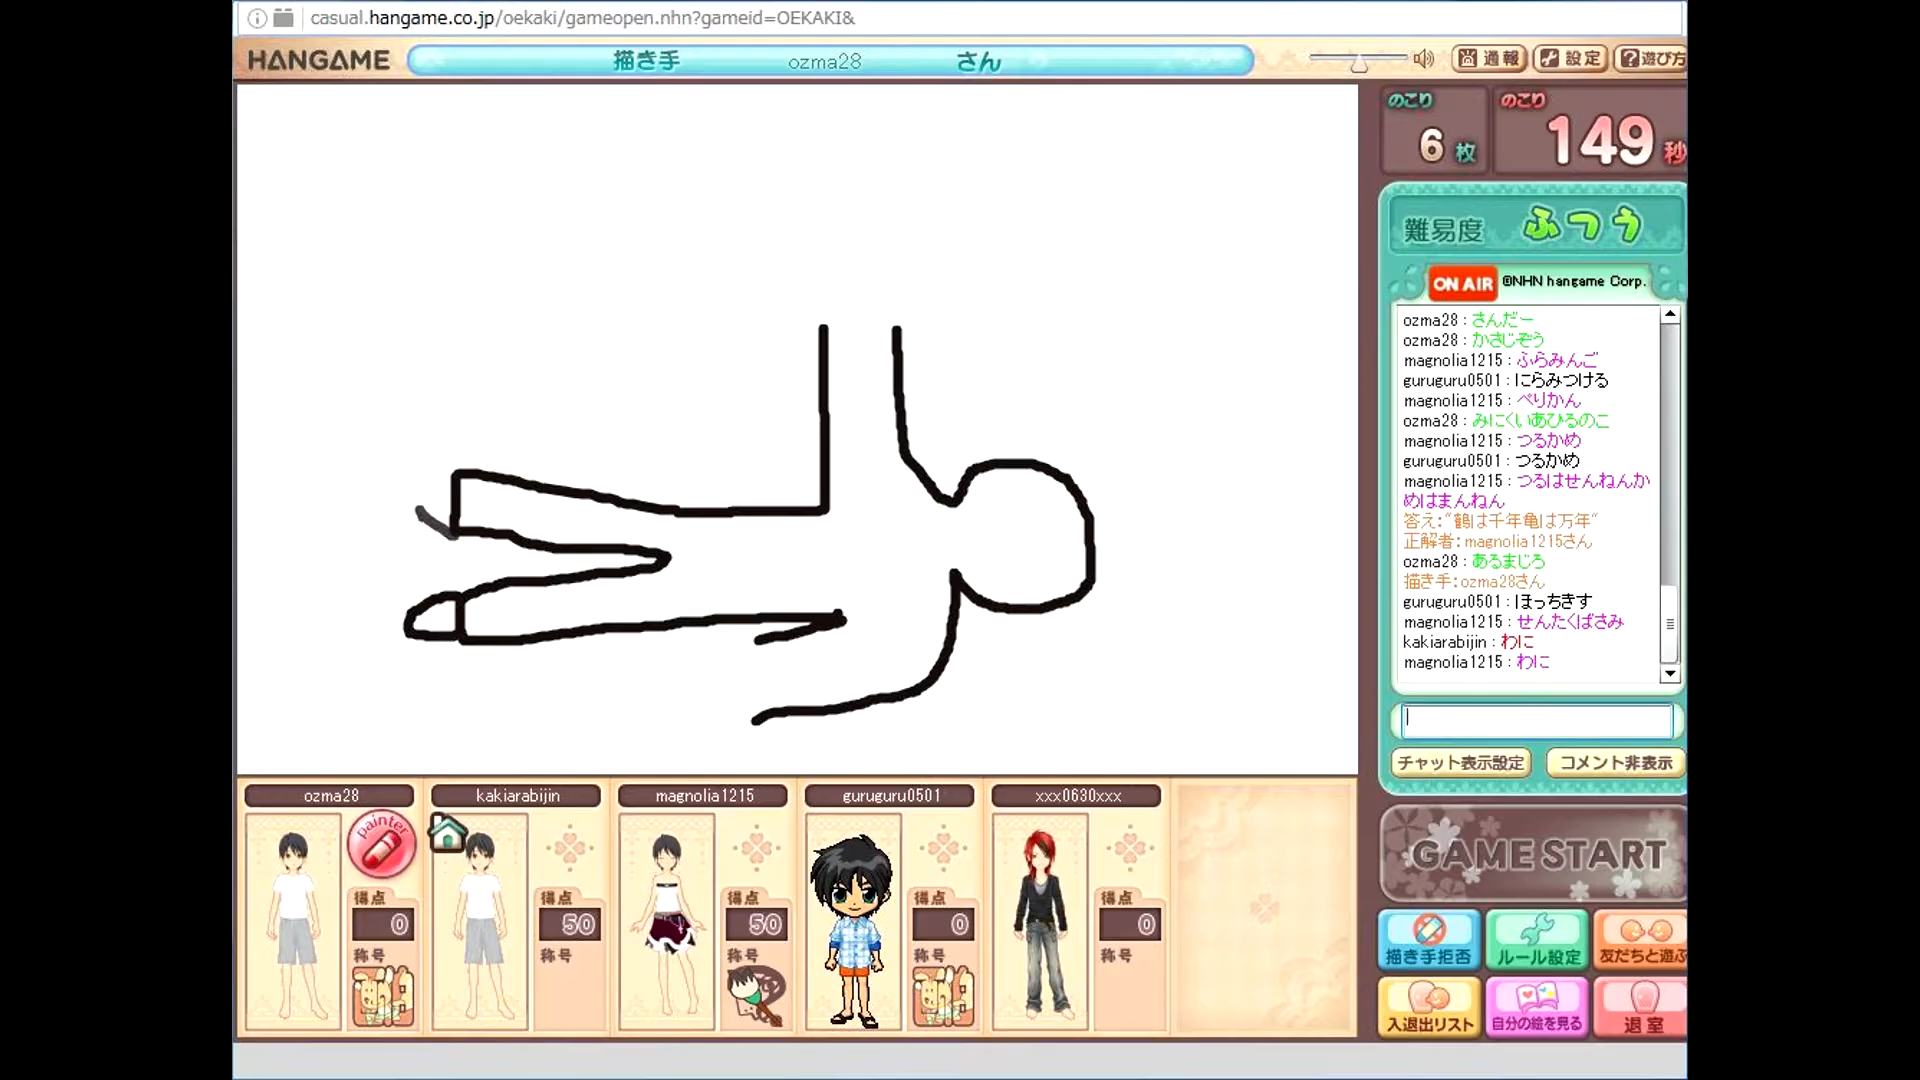 casual.hangame.co.jp/oekaki/gameopen.nhn?gameid=OEKAKI&
HANGAME
描き手 ozma28 さん
通報
設定
遊び方
のこり
6枚
のこり
149秒
難易度 ふつう
ON AIR ©NHN hangame Corp.
ozma28 : さんだー
ozma28 : かさじぞう
magnolia1215 : ふらみんご
guruguru0501 : にらみつける
magnolia1215 : ぺりかん
ozma28 : みにくいあひるのこ
magnolia1215 : つるかめ
guruguru0501 : つるかめ
magnolia1215 : つるはせんねんか
めはまんねん
答え:"鶴は千年亀は万年"
正解者: magnolia1215さん
ozma28 : あるまじろ
描き手:ozma28さん
guruguru0501 : ほっちきす
magnolia1215 : せんたくばさみ
kakiarabijin : わに
magnolia1215 : わに
チャット表示設定
コメント非表示
ozma28
kakiarabijin
magnolia1215
guruguru0501
xxx0630xxx
painter
得点
0
称号
得点
50
称号
得点
50
称号
得点
0
称号
得点
0
称号
GAME START
描き手拒否
ルール設定
友だちと遊ぶ
入退出リスト
自分の絵を見る
退室